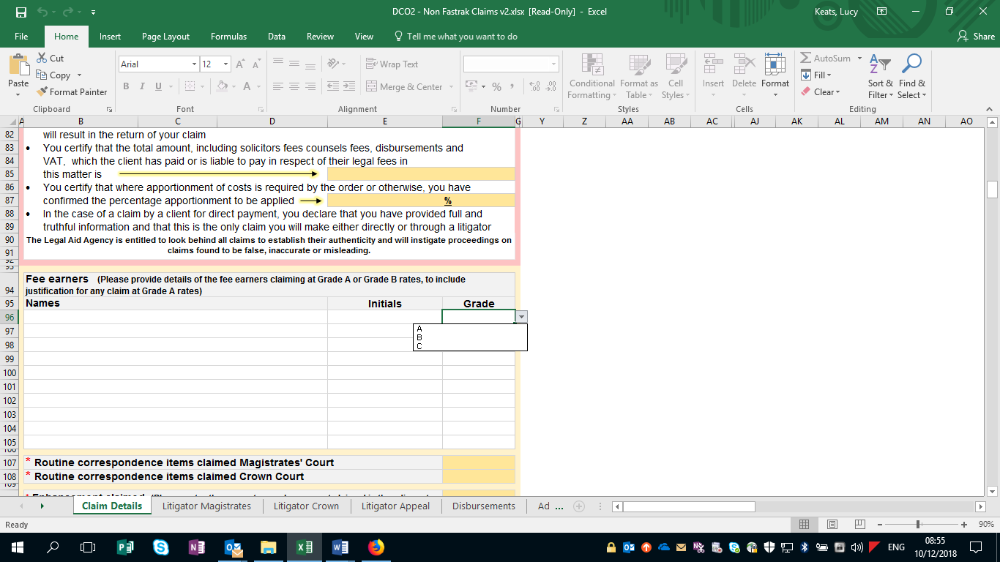 DCO2 - Non Fastrak Claims v2.xlsx [Read-Only] - Excel
Keats, Lucy
File Home Insert Page Layout Formulas Data Review View Tell me what you want to do Share
Paste
Cut
Copy
Format Painter
Clipboard
Arial 12
B I U
Font
Wrap Text
Merge & Center
Alignment
%
Number
Conditional Formatting
Format as Table
Cell Styles
Styles
Insert Delete Format
Cells
AutoSum
Fill
Clear
Sort & Filter
Find & Select
Editing
A B C D E F G Y Z AA AB AC AJ AK AL AM AN AO
82 will result in the return of your claim
83 • You certify that the total amount, including solicitors fees counsels fees, disbursements and
84 VAT, which the client has paid or is liable to pay in respect of their legal fees in
85 this matter is
86 • You certify that where apportionment of costs is required by the order or otherwise, you have
87 confirmed the percentage apportionment to be applied %
88 • In the case of a claim by a client for direct payment, you declare that you have provided full and
89 truthful information and that this is the only claim you will make either directly or through a litigator
90 The Legal Aid Agency is entitled to look behind all claims to establish their authenticity and will instigate proceedings on
91 claims found to be false, inaccurate or misleading.
Fee earners (Please provide details of the fee earners claiming at Grade A or Grade B rates, to include
94 justification for any claim at Grade A rates)
95 Names Initials Grade
96
A
97
B
98
C
99
100
101
102
103
104
105
107 * Routine correspondence items claimed Magistrates' Court
108 * Routine correspondence items claimed Crown Court
Claim Details Litigator Magistrates Litigator Crown Litigator Appeal Disbursements Ad ...
Ready
90%
ENG
08:55
10/12/2018